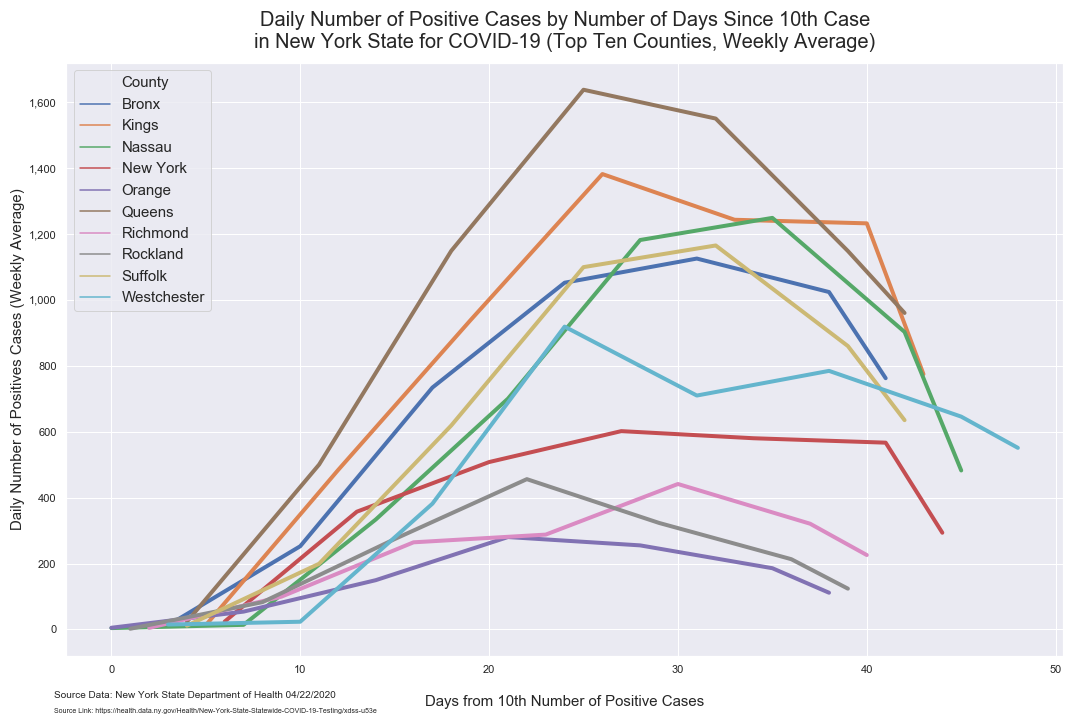 Daily Number of Positive Cases by Number of Days Since 10th Case
in New York State for COVID-19 (Top Ten Counties, Weekly Average)
Daily Number of Positives Cases (Weekly Average)
1,600
1,400
1,200
1,000
800
600
400
200
0
County
Bronx
Kings
Nassau
New York
Orange
Queens
Richmond
Rockland
Suffolk
Westchester
0 10 20 30 40 50
Days from 10th Number of Positive Cases
Source Data: New York State Department of Health 04/22/2020
Source Link: https://health.data.ny.gov/Health/New-York-State-Statewide-COVID-19-Testing/xdss-u53e